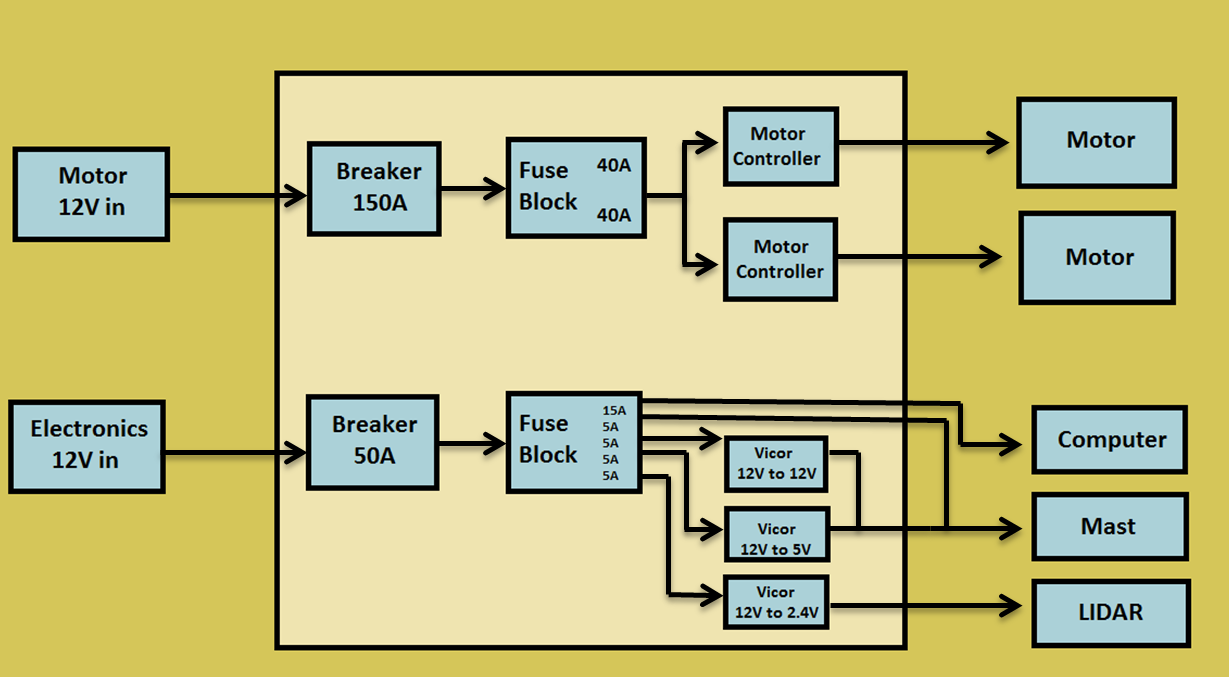 Motor
12V in
Breaker
150A
Fuse
Block
40A
40A
Motor
Controller
Motor
Controller
Motor
Motor
Electronics
12V in
Breaker
50A
Fuse
Block
15A
5A
5A
5A
5A
Vicor
12V to 12V
Vicor
12V to 5V
Vicor
12V to 2.4V
Computer
Mast
LIDAR